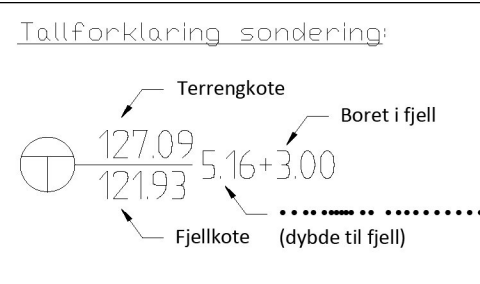 Tallforklaring sondering:
Terrengkote
Boret i fjell
127.09
5.16+3.00
121.93
Fjellkote
(dybde til fjell)